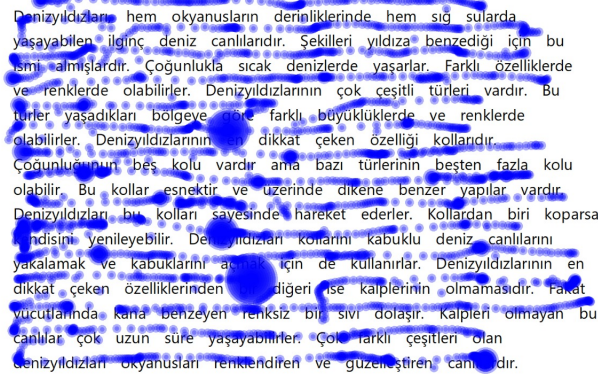 Denizyıldızları hem okyanusların derinliklerinde hem sığ sularda
yaşayabilen ilginç deniz canlılarıdır. Şekilleri yıldıza benzediği için bu
ismi almışlardır. Çoğunlukla sıcak denizlerde yaşarlar. Farklı özelliklerde
ve renklerde olabilirler. Denizyıldızlarının çok çeşitli türleri vardır. Bu
türler yaşadıkları bölgeye göre farklı büyüklüklerde ve renklerde
olabilirler. Denizyıldızlarının en dikkat çeken özelliği kollarıdır.
Çoğunluğunun beş kolu vardır ama bazı türlerinin beşten fazla kolu
olabilir. Bu kollar esnektir ve üzerinde dikene benzer yapılar vardır.
Denizyıldızları bu kolları sayesinde hareket ederler. Kollardan biri koparsa
kendisini yenileyebilir. Denizyıldızları kollarını kabuklu deniz canlılarını
yakalamak ve kabuklarını açmak için de kullanırlar. Denizyıldızlarının en
dikkat çeken özelliklerinden diğeri ise kalplerinin olmamasıdır. Fakat
vücutlarında kana benzeyen renksiz bir sıvı dolaşır. Kalpleri olmayan bu
canlılar çok uzun süre yaşayabilirler. Çok farklı çeşitleri olan
denizyıldızları okyanusları renklendiren ve güzelleştiren